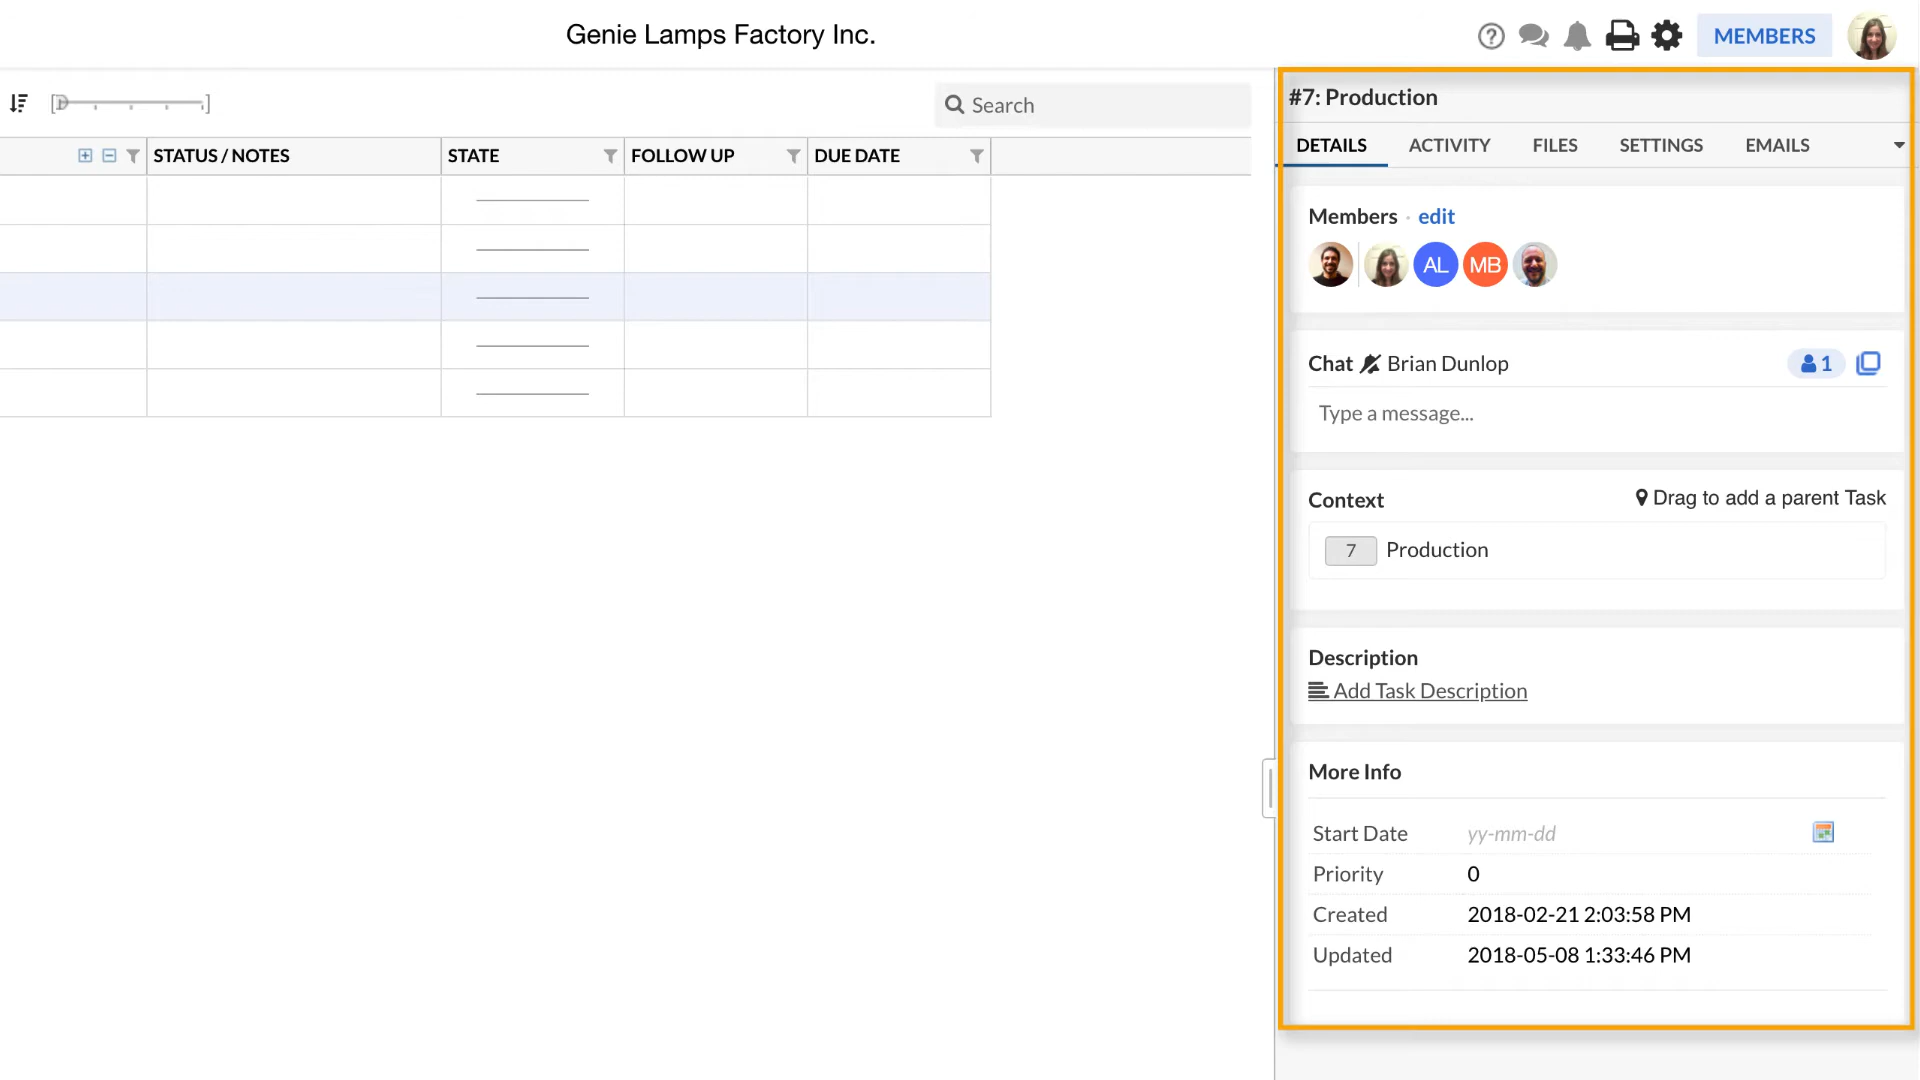 Genie Lamps Factory Inc.
MEMBERS
Search
STATUS / NOTES
STATE
FOLLOW UP
DUE DATE
#7: Production
DETAILS
ACTIVITY
FILES
SETTINGS
EMAILS
Members · edit
AL
MB
Chat Brian Dunlop
1
Type a message...
Context
Drag to add a parent Task
7 Production
Description
Add Task Description
More Info
Start Date yy-mm-dd
Priority 0
Created 2018-02-21 2:03:58 PM
Updated 2018-05-08 1:33:46 PM